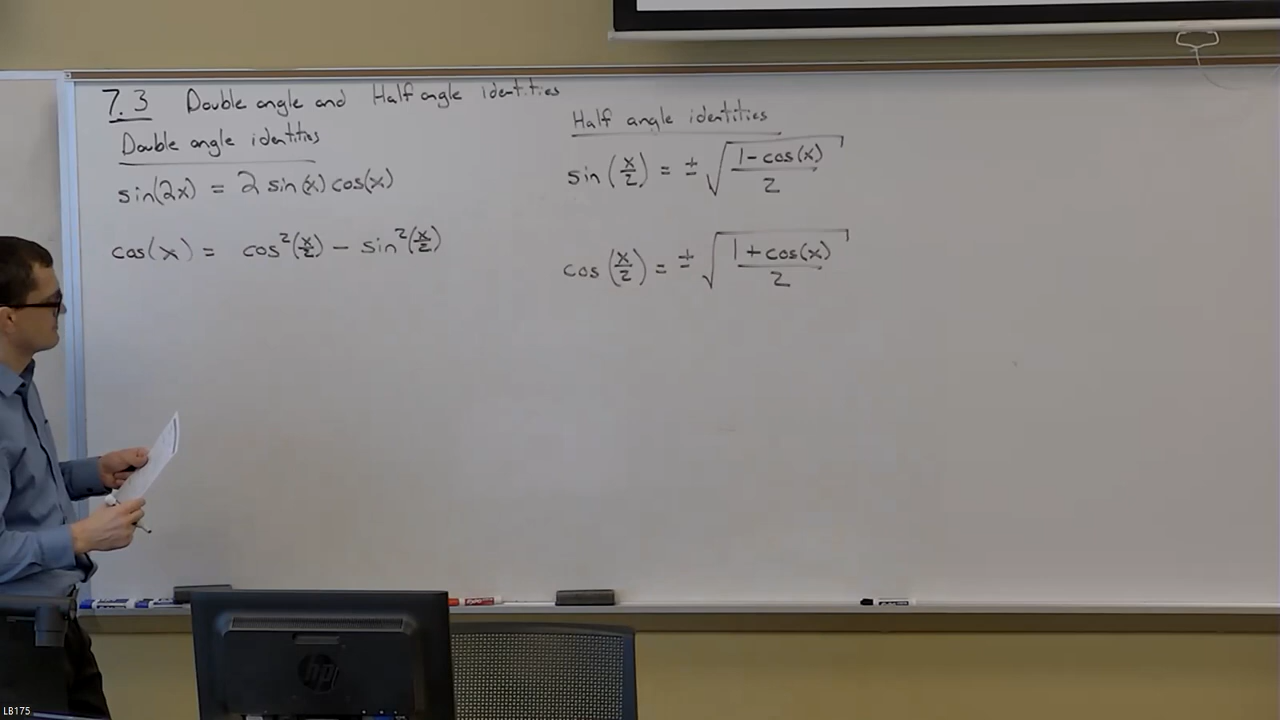 7.3 Double angle and Half angle identities
Double angle identities
sin(2x) = 2 sin(x) cos(x)
cos(x) = cos²(x/2) − sin²(x/2)
Half angle identities
sin(x/2) = ± √((1 - cos(x))/2)
cos(x/2) = ± √((1 + cos(x))/2)
hp
LB175